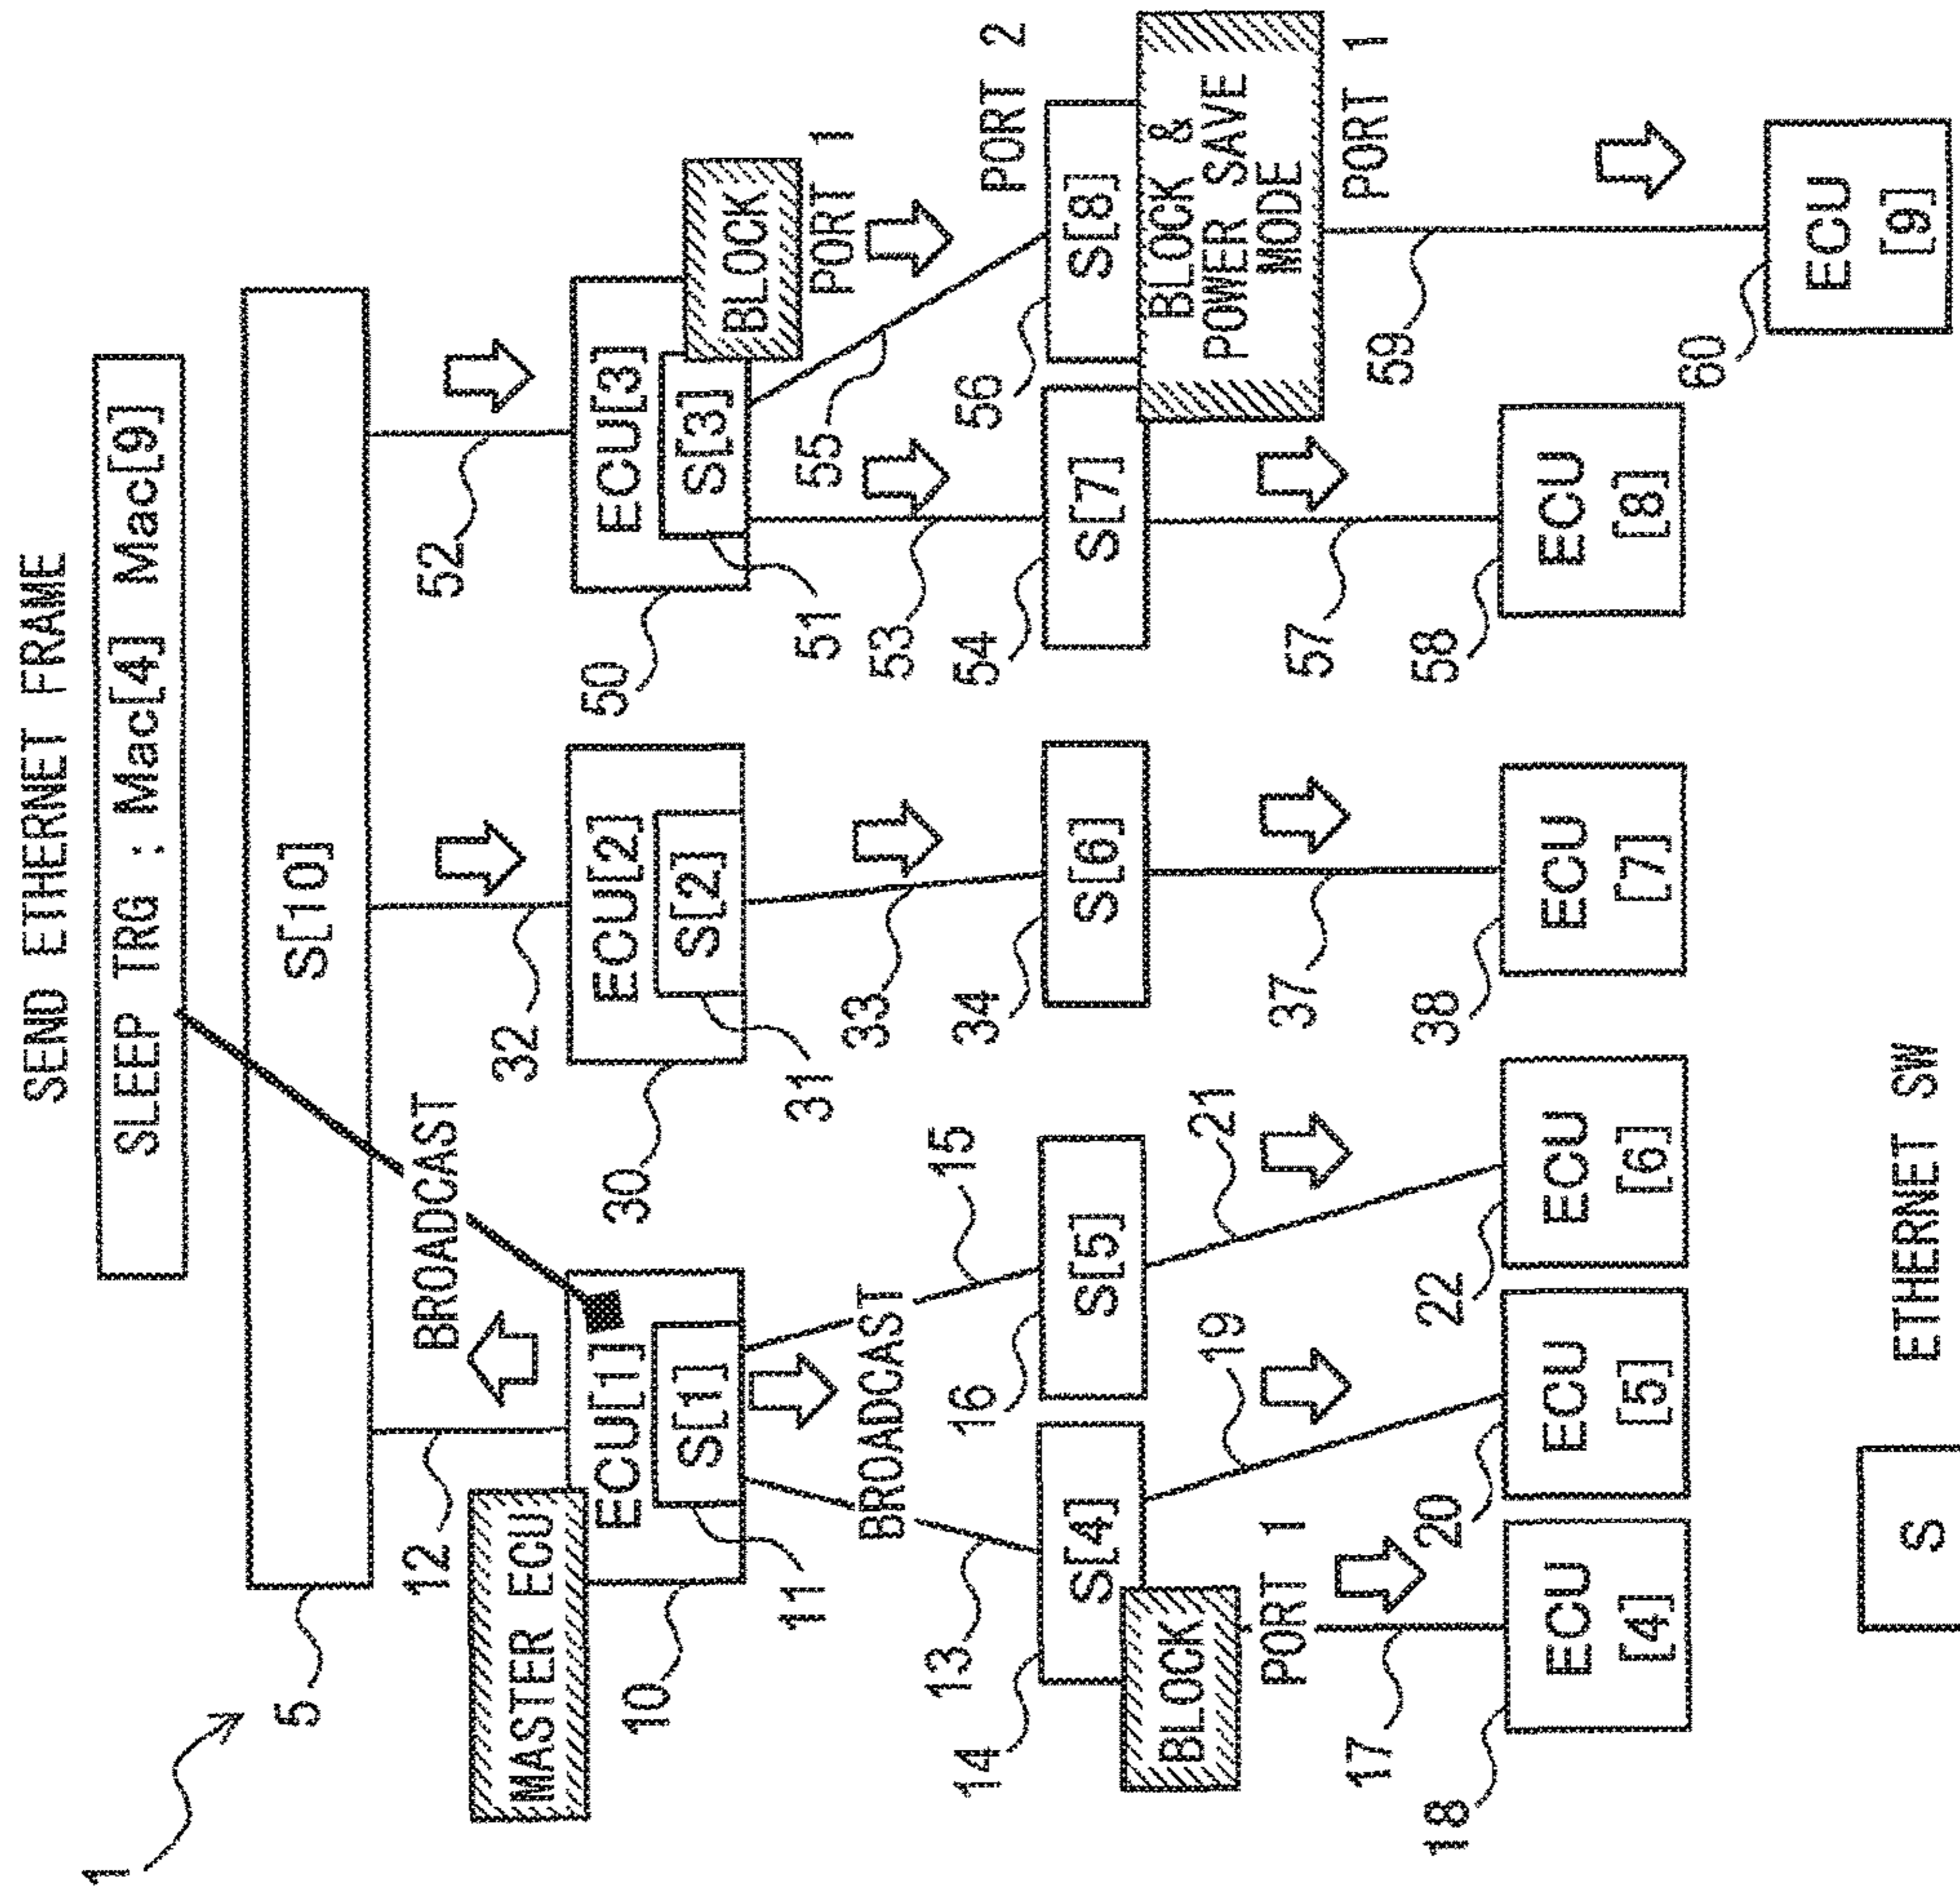 SEND ETHERNET FRAME
SLEEP TRG ; Mac[4] Mac[9]
1
5
S[10]
BROADCAST
12
32
52
MASTER ECU
ECU[1]
S[1]
10
11
ECU[2]
S[2]
30
31
ECU[3]
S[3]
50
51
BLOCK
PORT 1
BROADCAST
13
15
33
53
55
PORT 2
14
S[4]
16
S[5]
34
S[6]
54
S[7]
56
S[8]
BLOCK
PORT 1
BLOCK &
POWER SAVE
MODE
PORT 1
17
19
21
37
57
59
18
ECU
[4]
20
ECU
[5]
22
ECU
[6]
38
ECU
[7]
58
ECU
[8]
60
ECU
[9]
S
ETHERNET SW